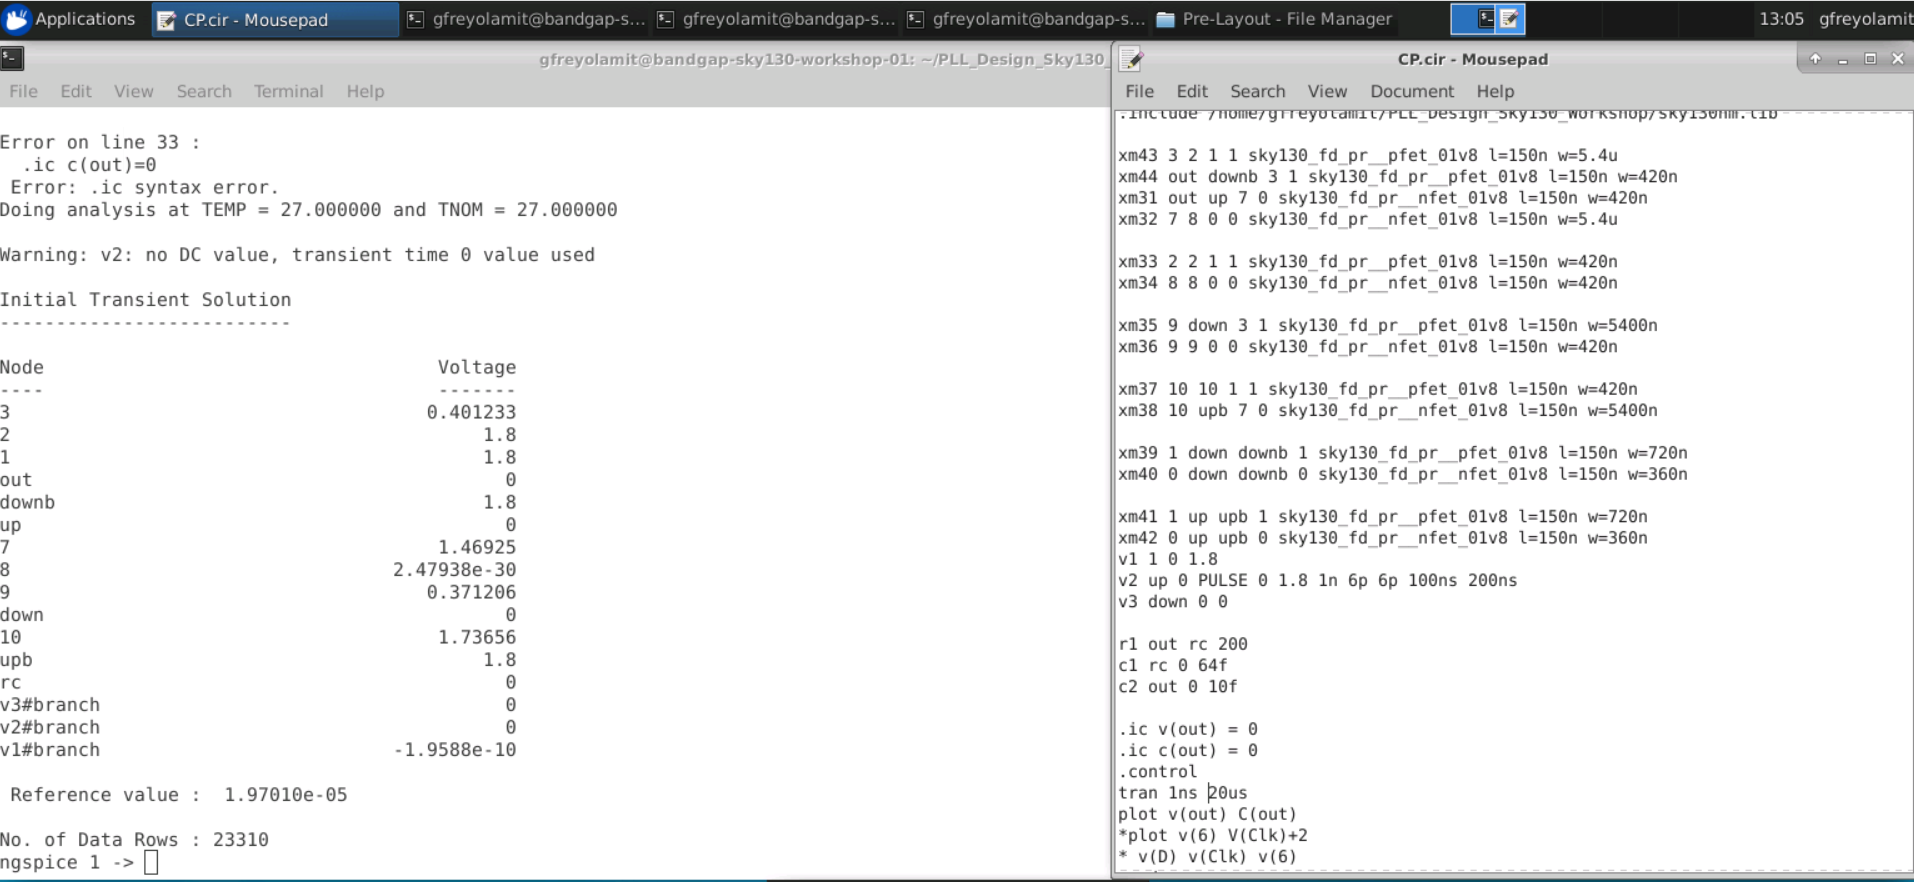 Applications
CP.cir - Mousepad
gfreyolamit@bandgap-s...
gfreyolamit@bandgap-s...
gfreyolamit@bandgap-s...
Pre-Layout - File Manager
13:05 gfreyolamit
gfreyolamit@bandgap-sky130-workshop-01: ~/PLL_Design_Sky130_
File Edit View Search Terminal Help
Error on line 33 :
.ic c(out)=0
Error: .ic syntax error.
Doing analysis at TEMP = 27.000000 and TNOM = 27.000000
Warning: v2: no DC value, transient time 0 value used
Initial Transient Solution
--------------------------
Node Voltage
---- -------
3 0.401233
2 1.8
1 1.8
out 0
downb 1.8
up 0
7 1.46925
8 2.47938e-30
9 0.371206
down 0
10 1.73656
upb 1.8
rc 0
v3#branch 0
v2#branch 0
v1#branch -1.9588e-10
Reference value : 1.97010e-05
No. of Data Rows : 23310
ngspice 1 ->
CP.cir - Mousepad
File Edit Search View Document Help
.include /home/gfreyolamit/PLL_Design_Sky130_Workshop/sky130nm.lib
xm43 3 2 1 1 sky130_fd_pr__pfet_01v8 l=150n w=5.4u
xm44 out downb 3 1 sky130_fd_pr__pfet_01v8 l=150n w=420n
xm31 out up 7 0 sky130_fd_pr__nfet_01v8 l=150n w=420n
xm32 7 8 0 0 sky130_fd_pr__nfet_01v8 l=150n w=5.4u
xm33 2 2 1 1 sky130_fd_pr__pfet_01v8 l=150n w=420n
xm34 8 8 0 0 sky130_fd_pr__nfet_01v8 l=150n w=420n
xm35 9 down 3 1 sky130_fd_pr__pfet_01v8 l=150n w=5400n
xm36 9 9 0 0 sky130_fd_pr__nfet_01v8 l=150n w=420n
xm37 10 10 1 1 sky130_fd_pr__pfet_01v8 l=150n w=420n
xm38 10 upb 7 0 sky130_fd_pr__nfet_01v8 l=150n w=5400n
xm39 1 down downb 1 sky130_fd_pr__pfet_01v8 l=150n w=720n
xm40 0 down downb 0 sky130_fd_pr__nfet_01v8 l=150n w=360n
xm41 1 up upb 1 sky130_fd_pr__pfet_01v8 l=150n w=720n
xm42 0 up upb 0 sky130_fd_pr__nfet_01v8 l=150n w=360n
v1 1 0 1.8
v2 up 0 PULSE 0 1.8 1n 6p 6p 100ns 200ns
v3 down 0 0
r1 out rc 200
c1 rc 0 64f
c2 out 0 10f
.ic v(out) = 0
.ic c(out) = 0
.control
tran 1ns 20us
plot v(out) C(out)
*plot v(6) V(Clk)+2
* v(D) v(Clk) v(6)